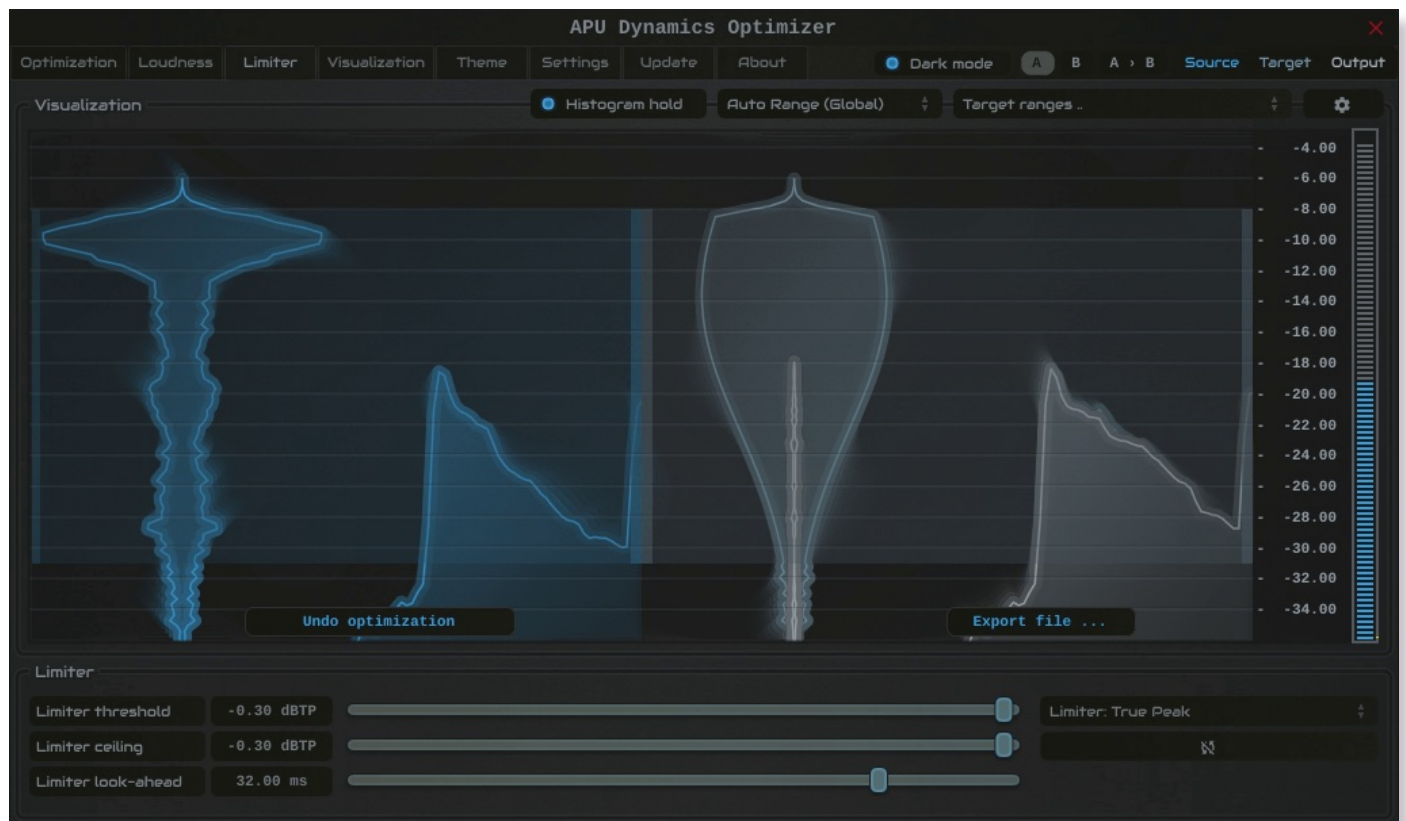 APU Dynamics Optimizer
Optimization Loudness Limiter Visualization Theme Settings Update About Dark mode A B A › B Source Target Output
Visualization Histogram hold Auto Range (Global) Target ranges ..
- -4.00
- -6.00
- -8.00
- -10.00
- -12.00
- -14.00
- -16.00
- -18.00
- -20.00
- -22.00
- -24.00
- -26.00
- -28.00
- -30.00
- -32.00
- -34.00
Undo optimization Export file ...
Limiter
Limiter threshold -0.30 dBTP Limiter: True Peak
Limiter ceiling -0.30 dBTP
Limiter look-ahead 32.00 ms